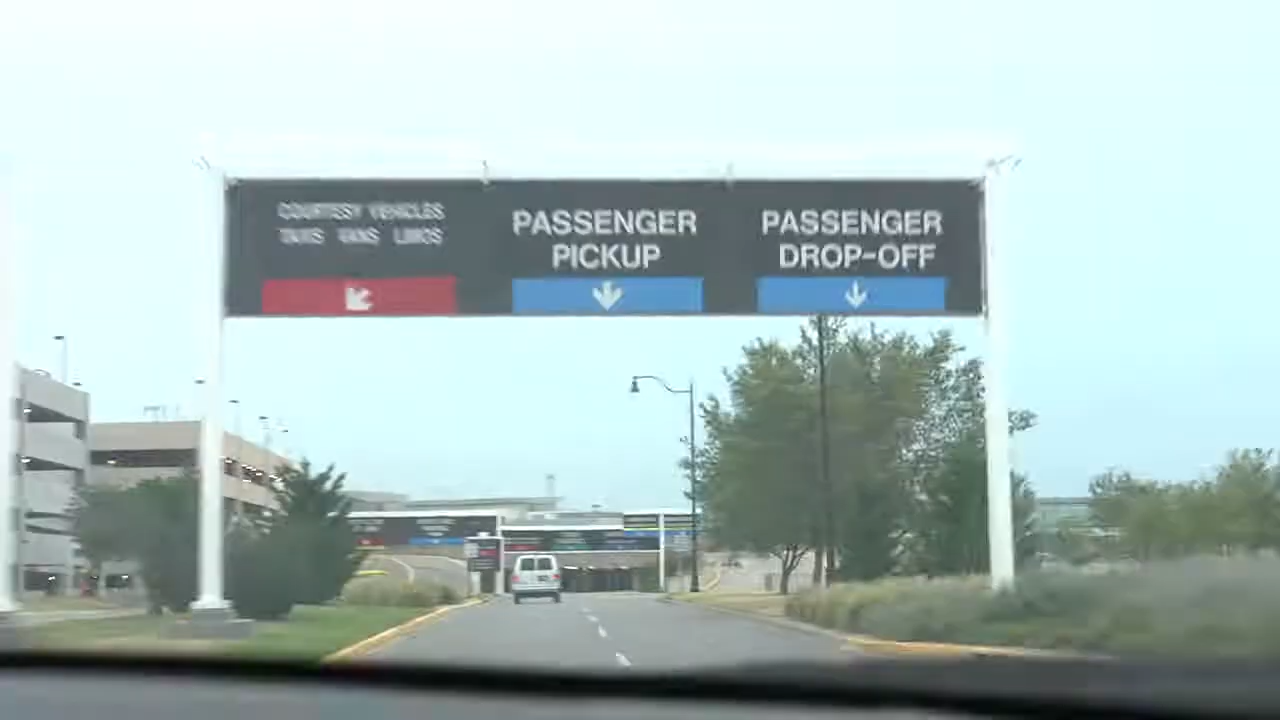 COURTESY VEHICLES
TAXIS VANS LIMOS
PASSENGER
PICKUP
PASSENGER
DROP-OFF